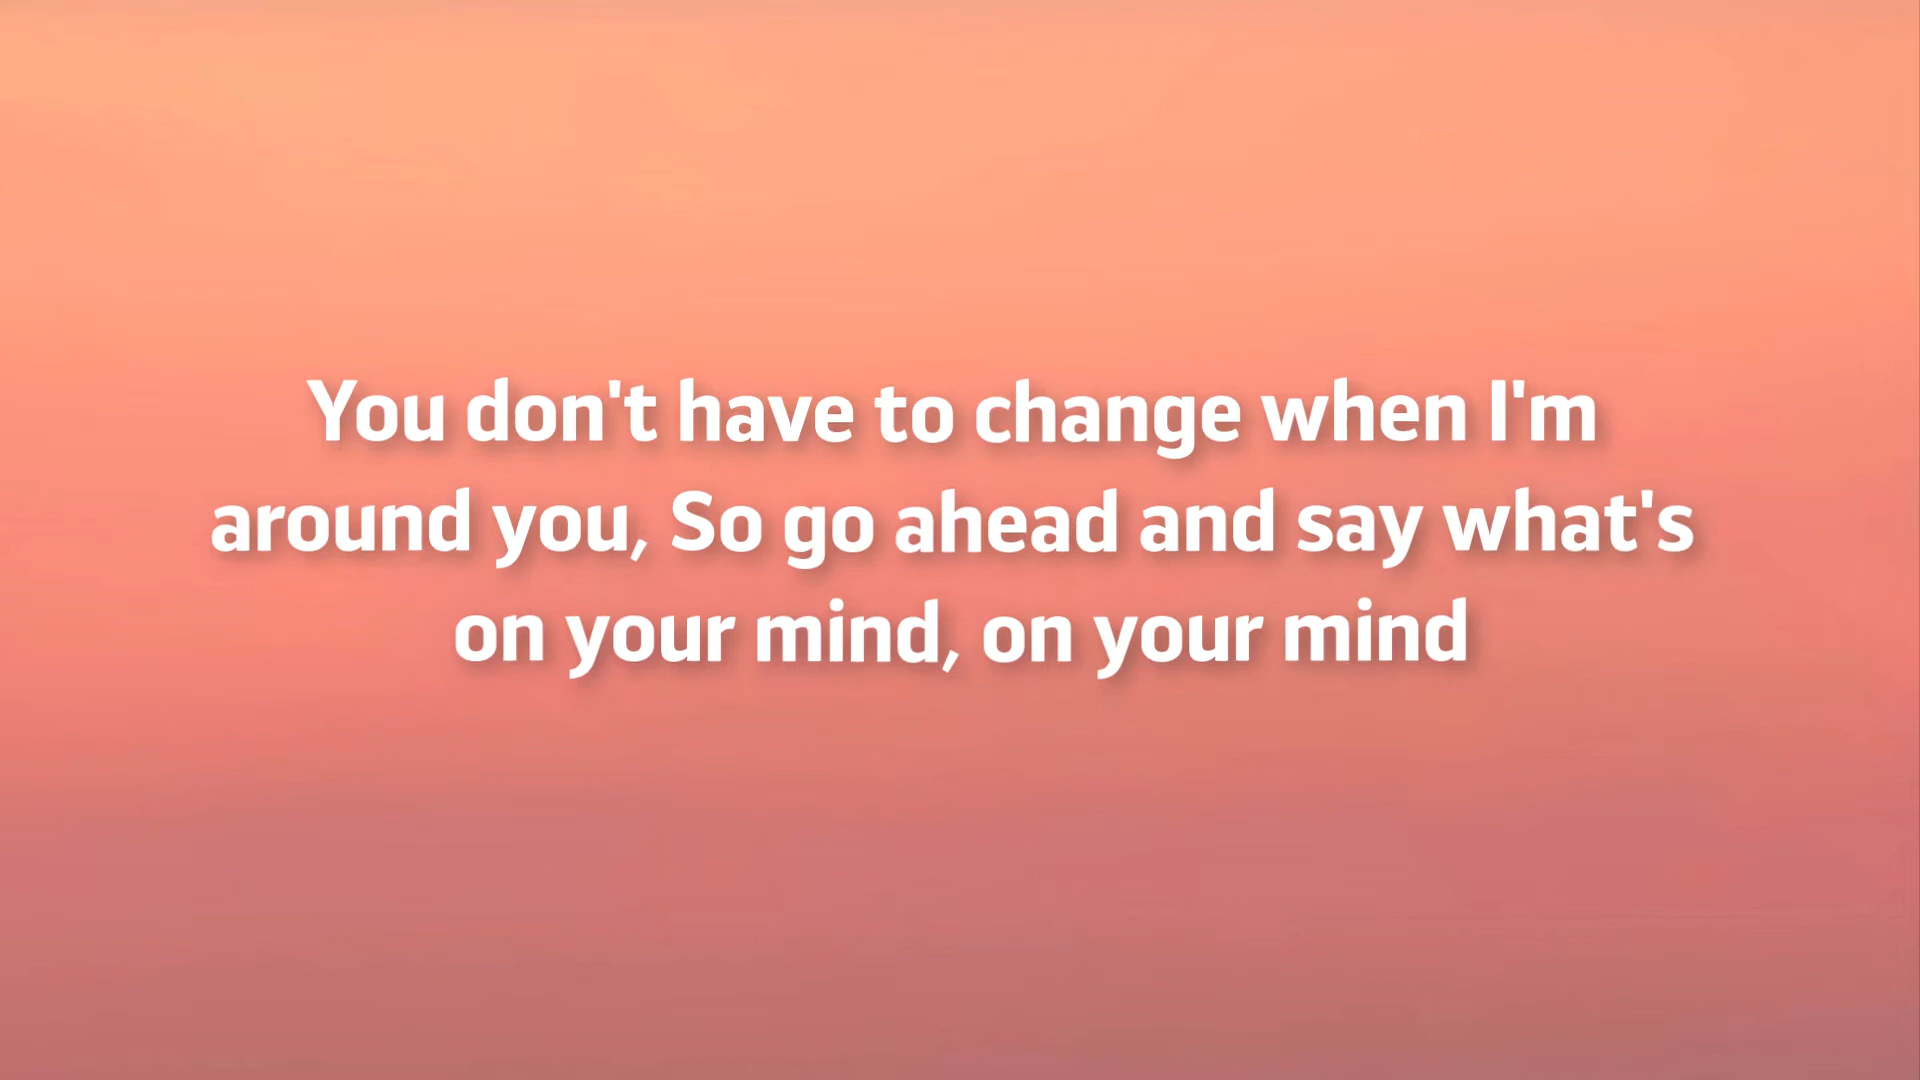 You don't have to change when I'm
around you, So go ahead and say what's
on your mind, on your mind